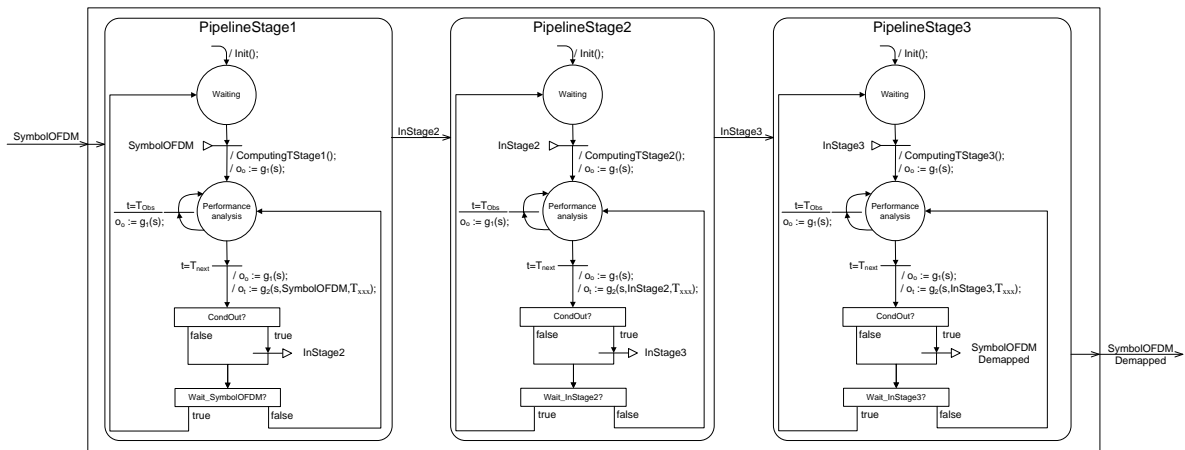 PipelineStage1
/ Init();
Waiting
SymbolOFDM
SymbolOFDM
/ ComputingTStage1();
/ oₒ := g₁(s);
Performance
analysis
t=T_Obs
oₒ := g₁(s);
t=T_next
/ oₒ := g₁(s);
/ oₜ := g₂(s,SymbolOFDM,T_xxx);
CondOut?
false
true
InStage2
Wait_SymbolOFDM?
true
false
InStage2
PipelineStage2
/ Init();
Waiting
InStage2
/ ComputingTStage2();
/ oₒ := g₁(s);
Performance
analysis
t=T_Obs
oₒ := g₁(s);
t=T_next
/ oₒ := g₁(s);
/ oₜ := g₂(s,InStage2,T_xxx);
CondOut?
false
true
InStage3
Wait_InStage2?
true
false
InStage3
PipelineStage3
/ Init();
Waiting
InStage3
/ ComputingTStage3();
/ oₒ := g₁(s);
Performance
analysis
t=T_Obs
oₒ := g₁(s);
t=T_next
/ oₒ := g₁(s);
/ oₜ := g₂(s,InStage3,T_xxx);
CondOut?
false
true
SymbolOFDM
Demapped
Wait_InStage3?
true
false
SymbolOFDM
Demapped